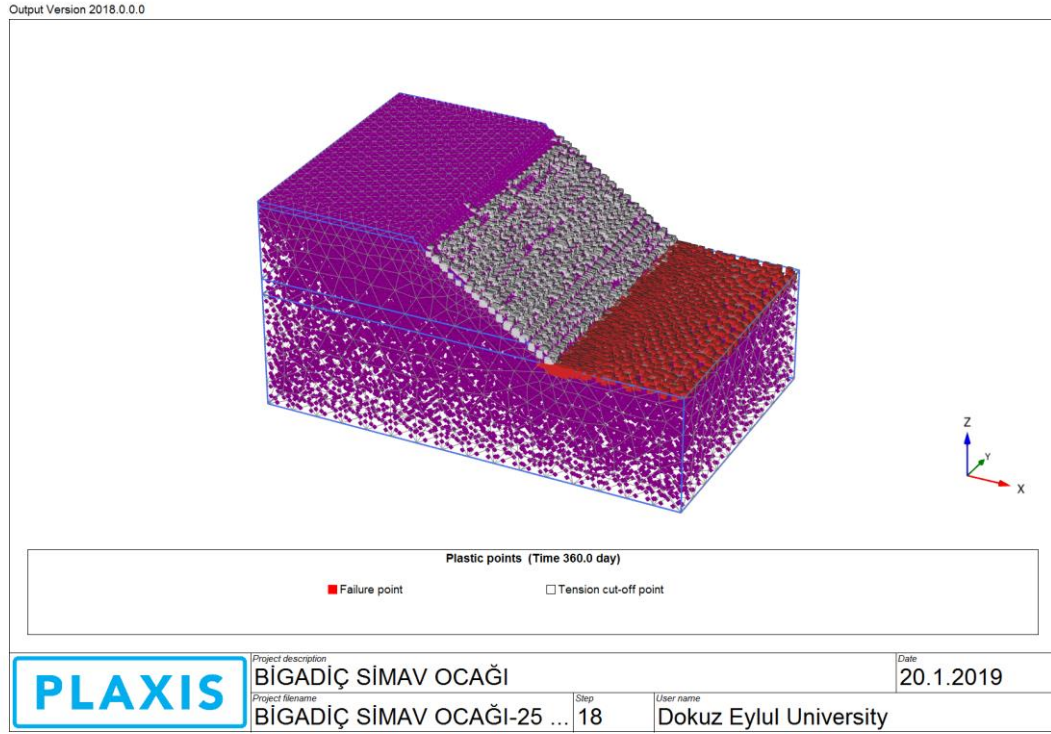 Output Version 2018.0.0.0
Z
Y
X
Plastic points (Time 360.0 day)
Failure point
Tension cut-off point
PLAXIS
Project description
BİGADİÇ SİMAV OCAĞI
Date
20.1.2019
Project filename
BİGADİÇ SİMAV OCAĞI-25 ...
Step
18
User name
Dokuz Eylul University